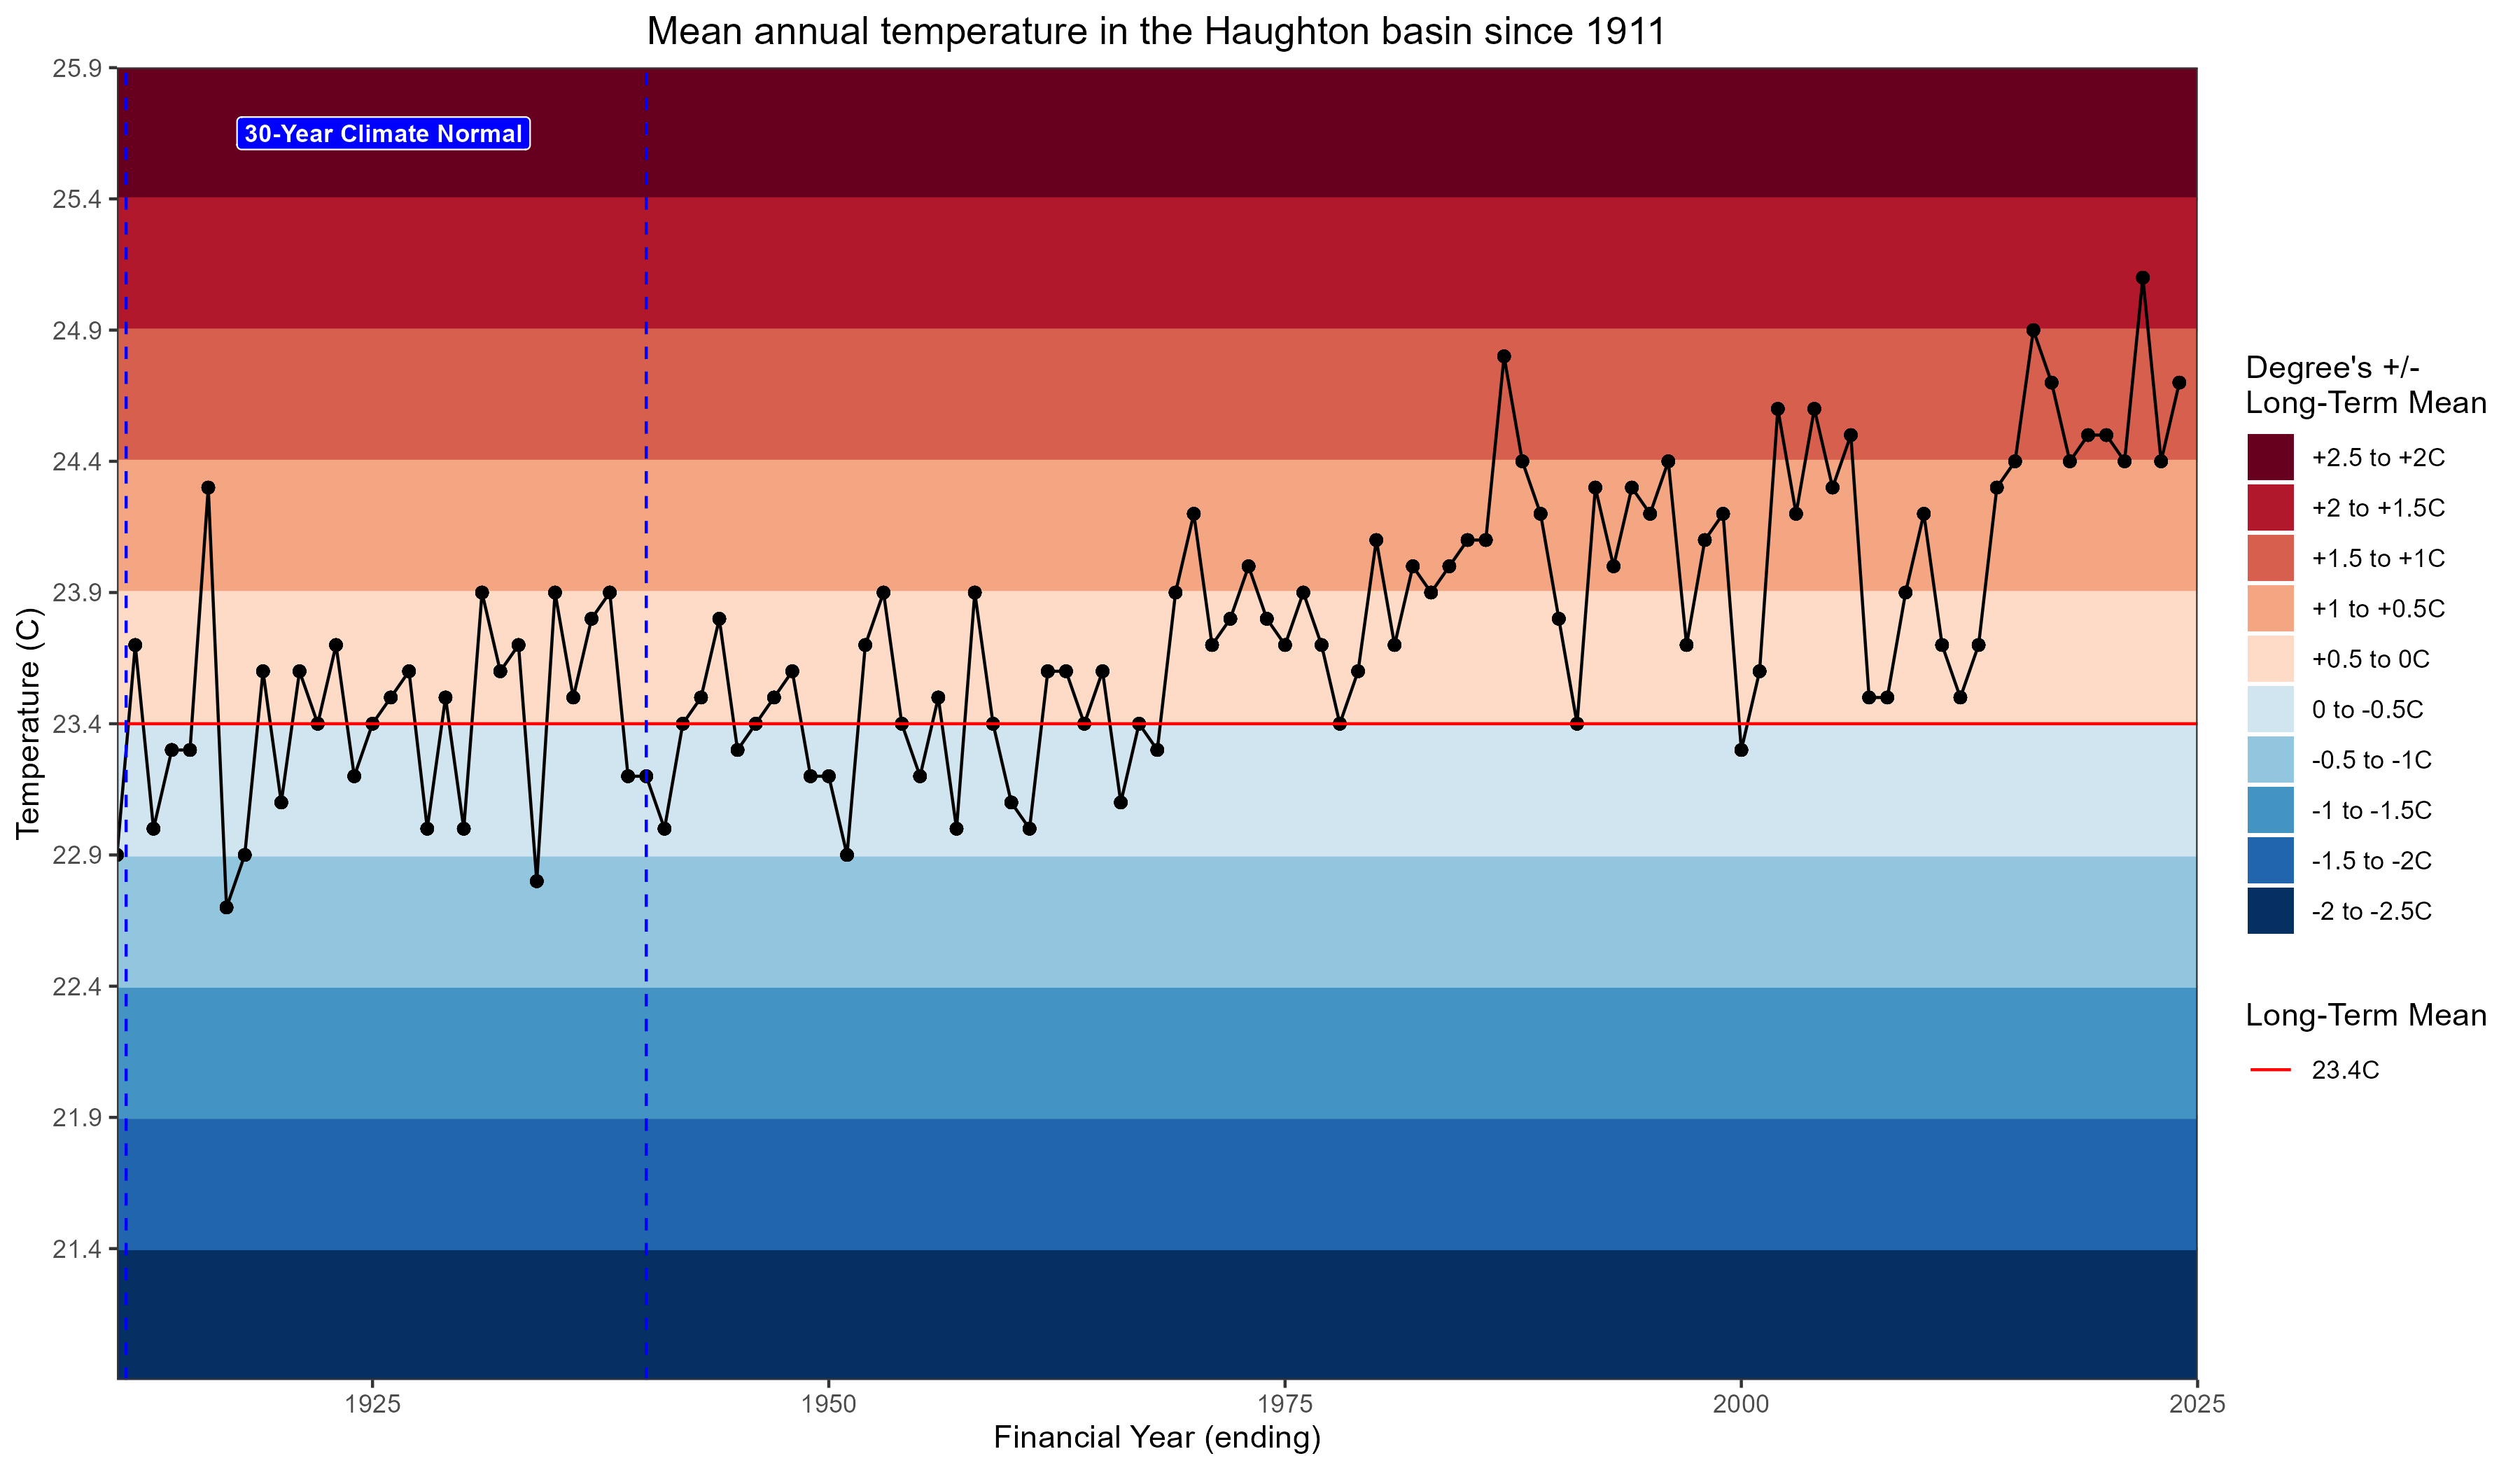 Mean annual temperature in the Haughton basin since 1911
25.9
30-Year Climate Normal
25.4
24.9
24.4
23.9
23.4
22.9
22.4
21.9
21.4
Temperature (C)
1925
1950
1975
2000
2025
Financial Year (ending)
Degree's +/-
Long-Term Mean
+2.5 to +2C
+2 to +1.5C
+1.5 to +1C
+1 to +0.5C
+0.5 to 0C
0 to -0.5C
-0.5 to -1C
-1 to -1.5C
-1.5 to -2C
-2 to -2.5C
Long-Term Mean
23.4C